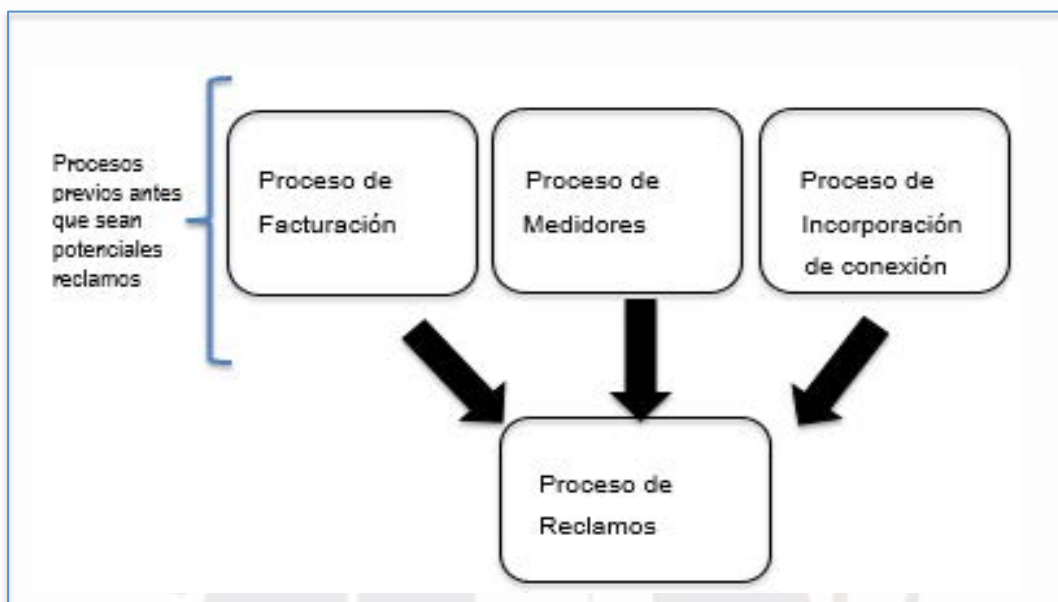 Procesos
previos antes
que sean
potenciales
reclamos
Proceso de
Facturación
Proceso de
Medidores
Proceso de
Incorporación
de conexión
Proceso de
Reclamos